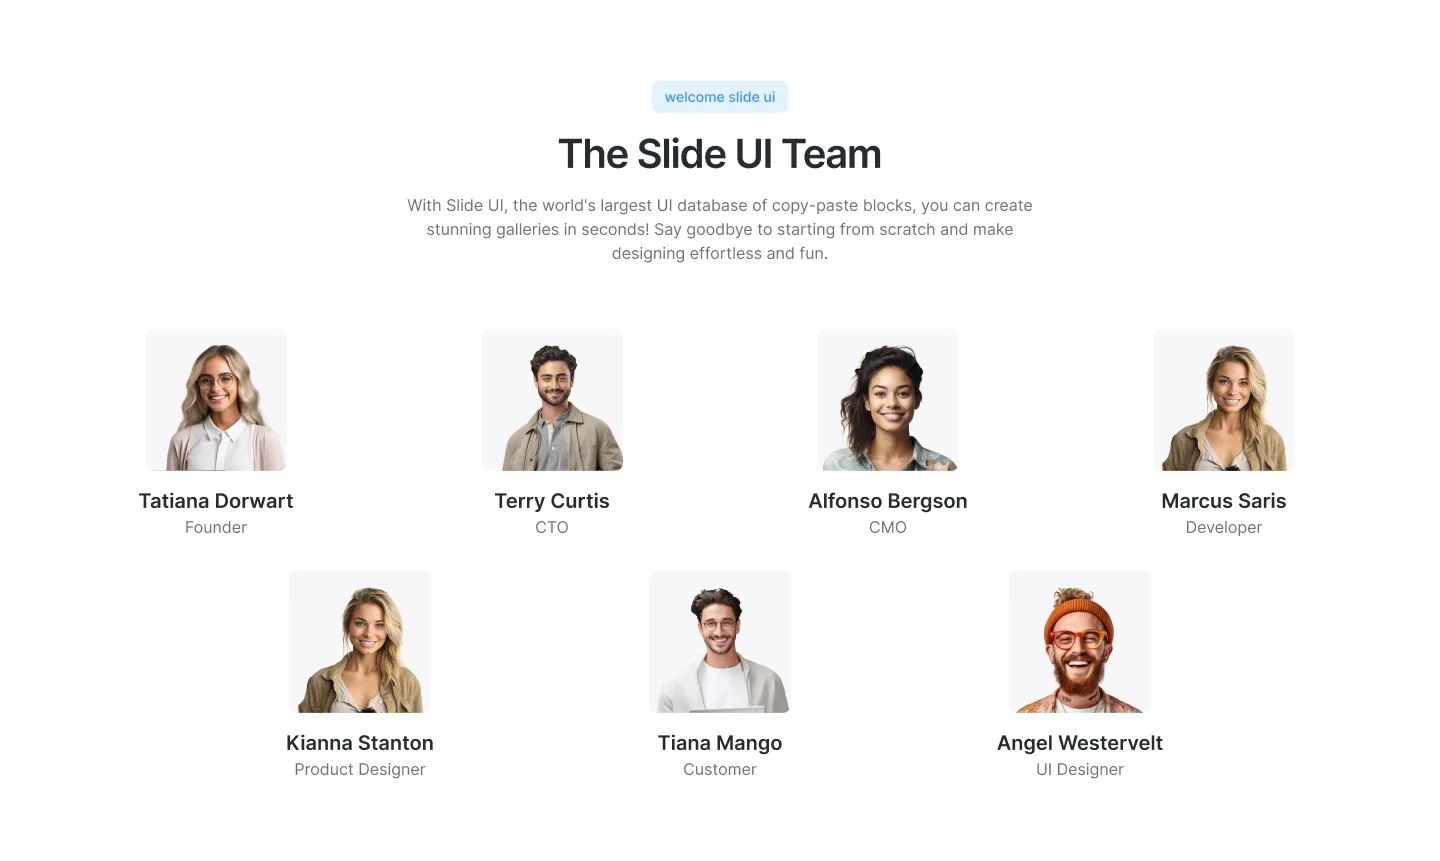 welcome slide ui
The Slide UI Team
With Slide UI, the world's largest UI database of copy-paste blocks, you can create
stunning galleries in seconds! Say goodbye to starting from scratch and make
designing effortless and fun.
Tatiana Dorwart
Founder
Terry Curtis
CTO
Alfonso Bergson
CMO
Marcus Saris
Developer
Kianna Stanton
Product Designer
Tiana Mango
Customer
Angel Westervelt
UI Designer